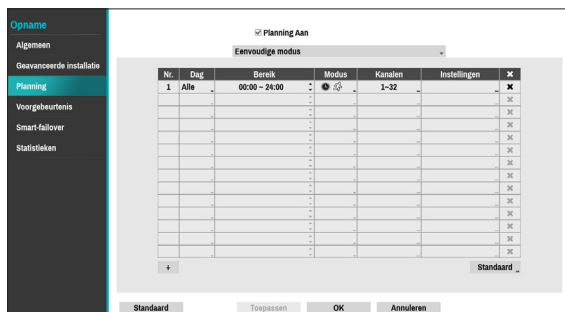 Opname
Algemeen
Geavanceerde installatie
Planning
Voorgebeurtenis
Smart-failover
Statistieken
Planning Aan
Eenvoudige modus
Nr. Dag Bereik Modus Kanalen Instellingen
1 Alle 00:00 ~ 24:00 1~32
+ Standaard
Standaard Toepassen OK Annuleren